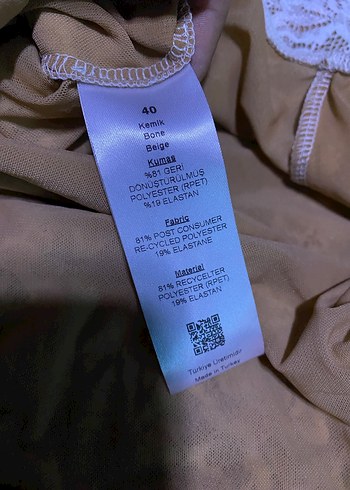 40
Kemik
Bone
Beige
Kumaş
%81 GERİ
DÖNÜŞTÜRÜLMÜŞ
POLYESTER (RPET)
%19 ELASTAN
Fabric
81% POST CONSUMER
RE-CYCLED POLYESTER
19% ELASTANE
Material
81% RECYCELTER
POLYESTER (RPET)
19% ELASTAN
Türkiye Üretimidir
Made in Turkey